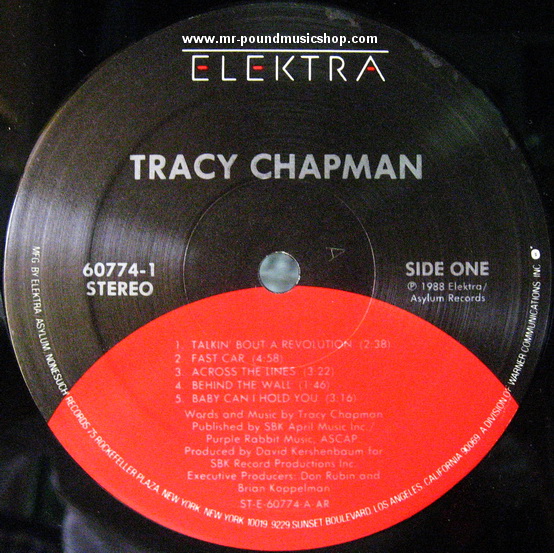 www.mr-poundmusicshop.com
ELEKTRA
TRACY CHAPMAN
60774-1
STEREO
SIDE ONE
℗ 1988 Elektra/
Asylum Records
A
1. TALKIN' BOUT A REVOLUTION (2:38)
2. FAST CAR (4:58)
3. ACROSS THE LINES (3:22)
4. BEHIND THE WALL (1:46)
5. BABY CAN I HOLD YOU (3:16)
Words and Music by Tracy Chapman
Published by SBK April Music Inc./
Purple Rabbit Music, ASCAP.
Produced by David Kershenbaum for
SBK Record Productions Inc.
Executive Producers: Don Rubin and
Brian Koppelman
ST-E-60774-A AR
MFG. BY ELEKTRA, ASYLUM, NONESUCH RECORDS 75 ROCKEFELLER PLAZA, NEW YORK, NEW YORK 10019. 9229 SUNSET BOULEVARD, LOS ANGELES, CALIFORNIA 90069. A DIVISION OF WARNER COMMUNICATIONS INC.